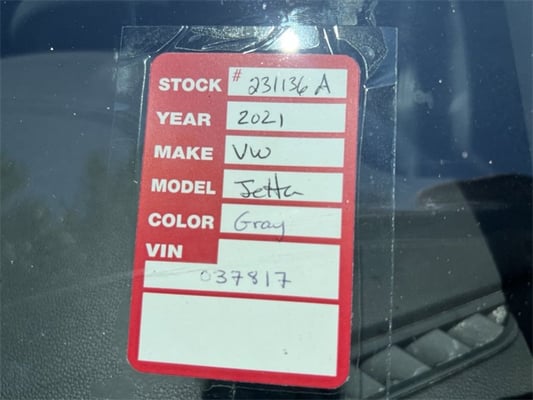 STOCK # 231136 A
YEAR 2021
MAKE VW
MODEL Jetta
COLOR Gray
VIN
037817